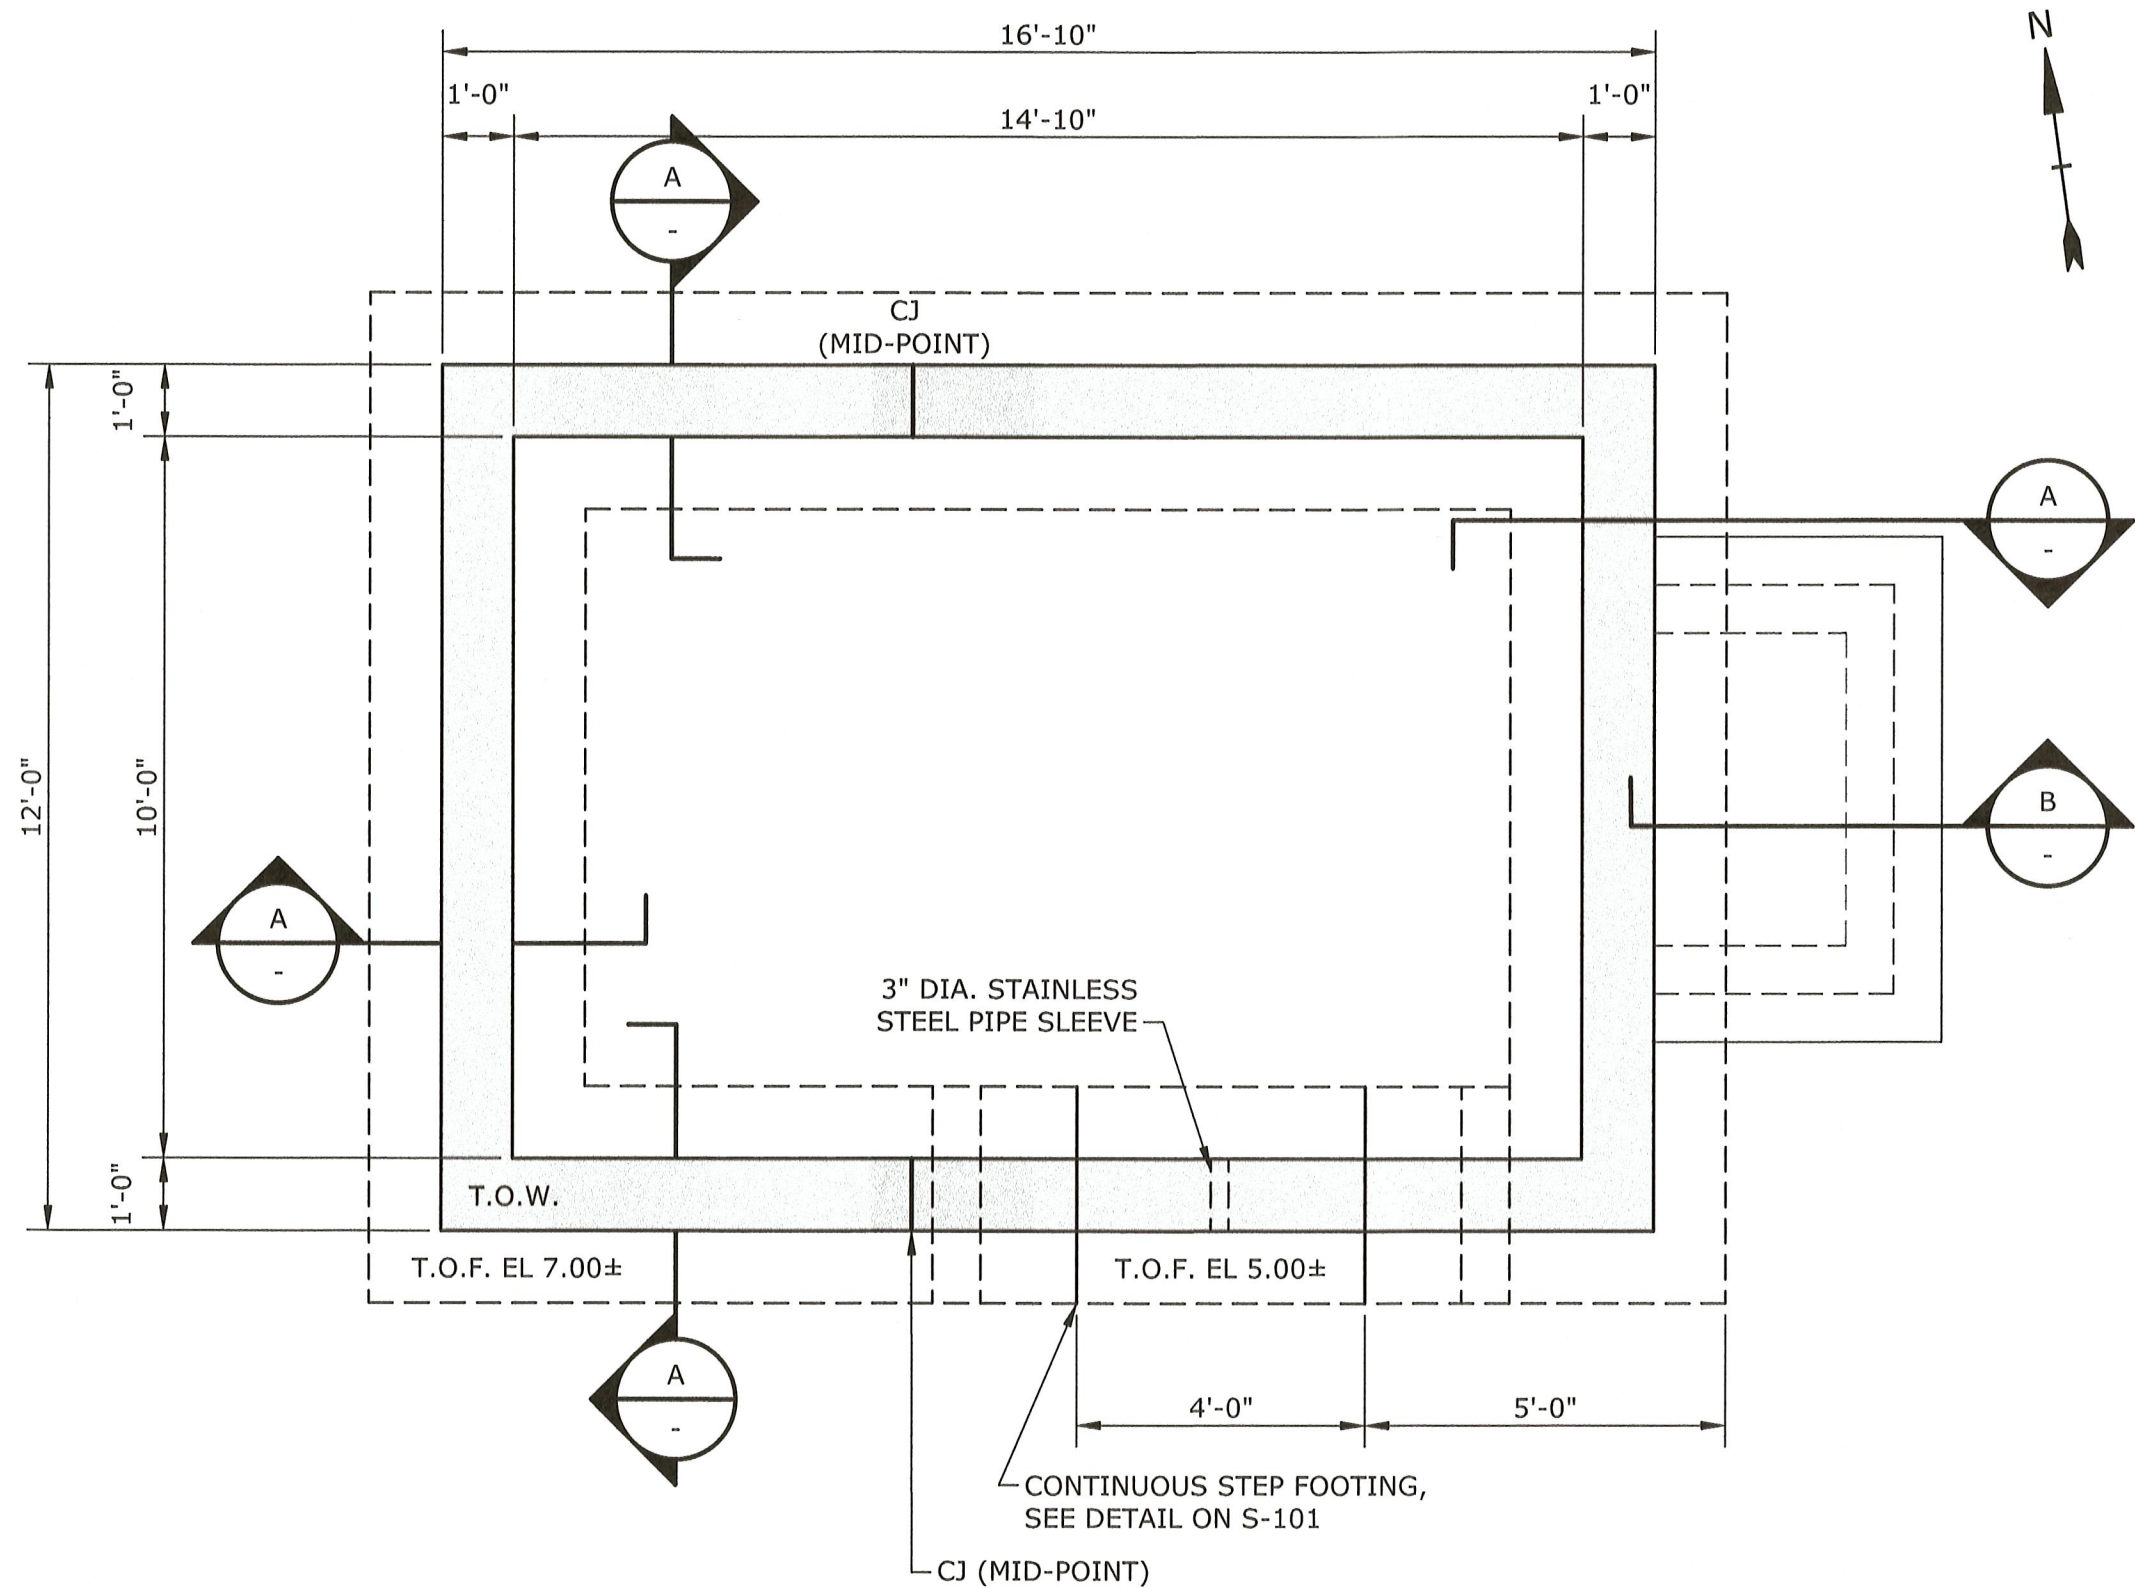 16'-10"
N
1'-0"
14'-10"
1'-0"
A
-
CJ
(MID-POINT)
1'-0"
A
-
12'-0"
10'-0"
B
-
A
-
3" DIA. STAINLESS
STEEL PIPE SLEEVE
1'-0"
T.O.W.
T.O.F. EL 7.00±
T.O.F. EL 5.00±
A
-
4'-0"
5'-0"
CONTINUOUS STEP FOOTING,
SEE DETAIL ON S-101
CJ (MID-POINT)